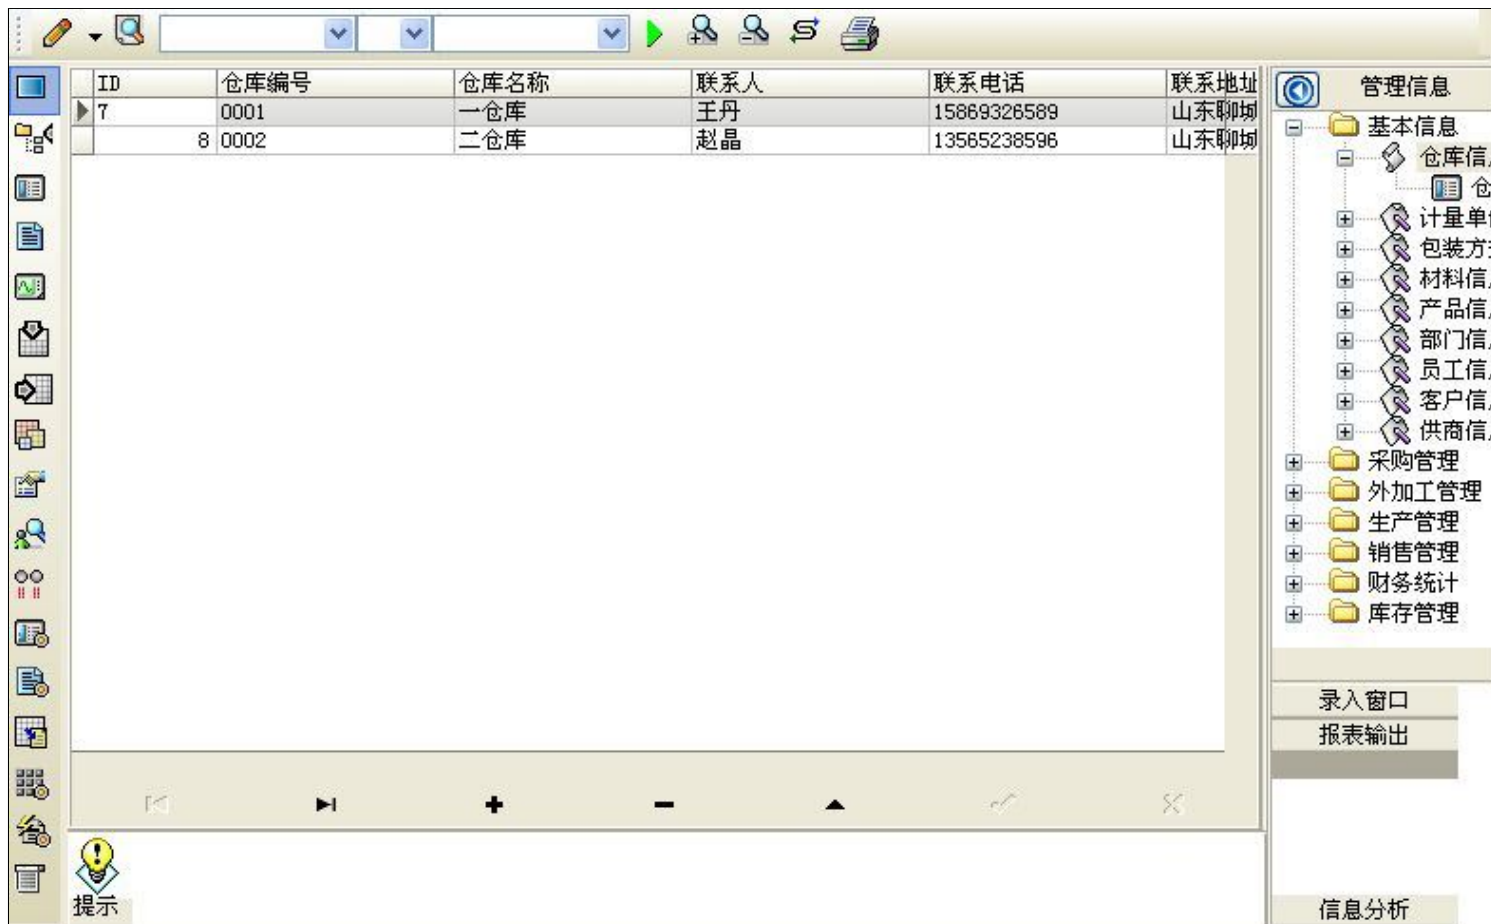 ID 仓库编号 仓库名称 联系人 联系电话 联系地址
7 0001 一仓库 王丹 15869326589 山东聊城
8 0002 二仓库 赵晶 13565238596 山东聊城
管理信息
基本信息
仓库信
仓
计量单
包装方
材料信
产品信
部门信
员工信
客户信
供商信
采购管理
外加工管理
生产管理
销售管理
财务统计
库存管理
录入窗口
报表输出
提示
信息分析